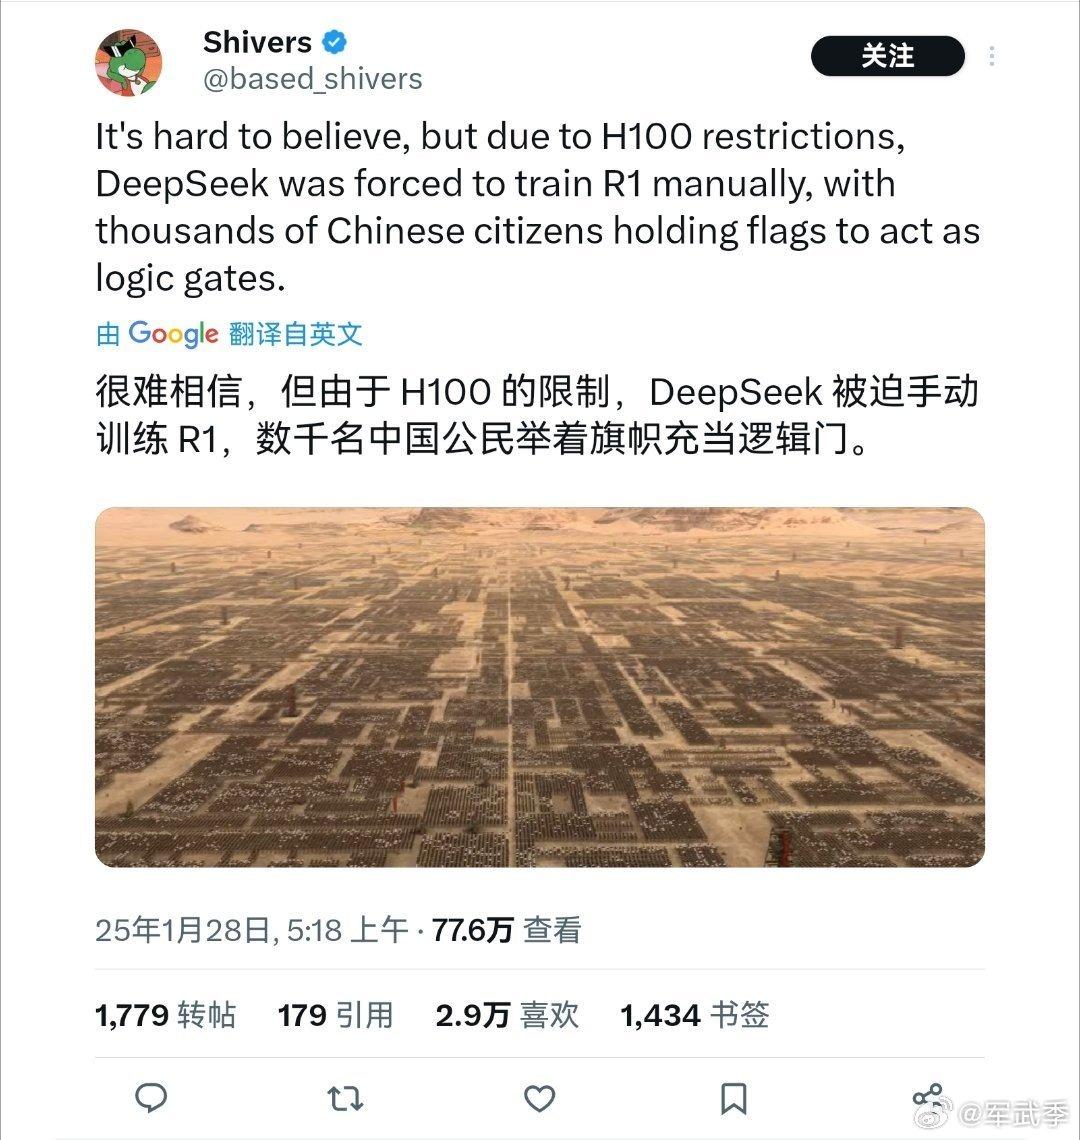 Shivers
@based_shivers
关注
It's hard to believe, but due to H100 restrictions,
DeepSeek was forced to train R1 manually, with
thousands of Chinese citizens holding flags to act as
logic gates.
由 Google 翻译自英文
很难相信，但由于 H100 的限制，DeepSeek 被迫手动
训练 R1，数千名中国公民举着旗帜充当逻辑门。
25年1月28日, 5:18 上午 · 77.6万 查看
1,779 转帖 179 引用 2.9万 喜欢 1,434 书签
@军武季